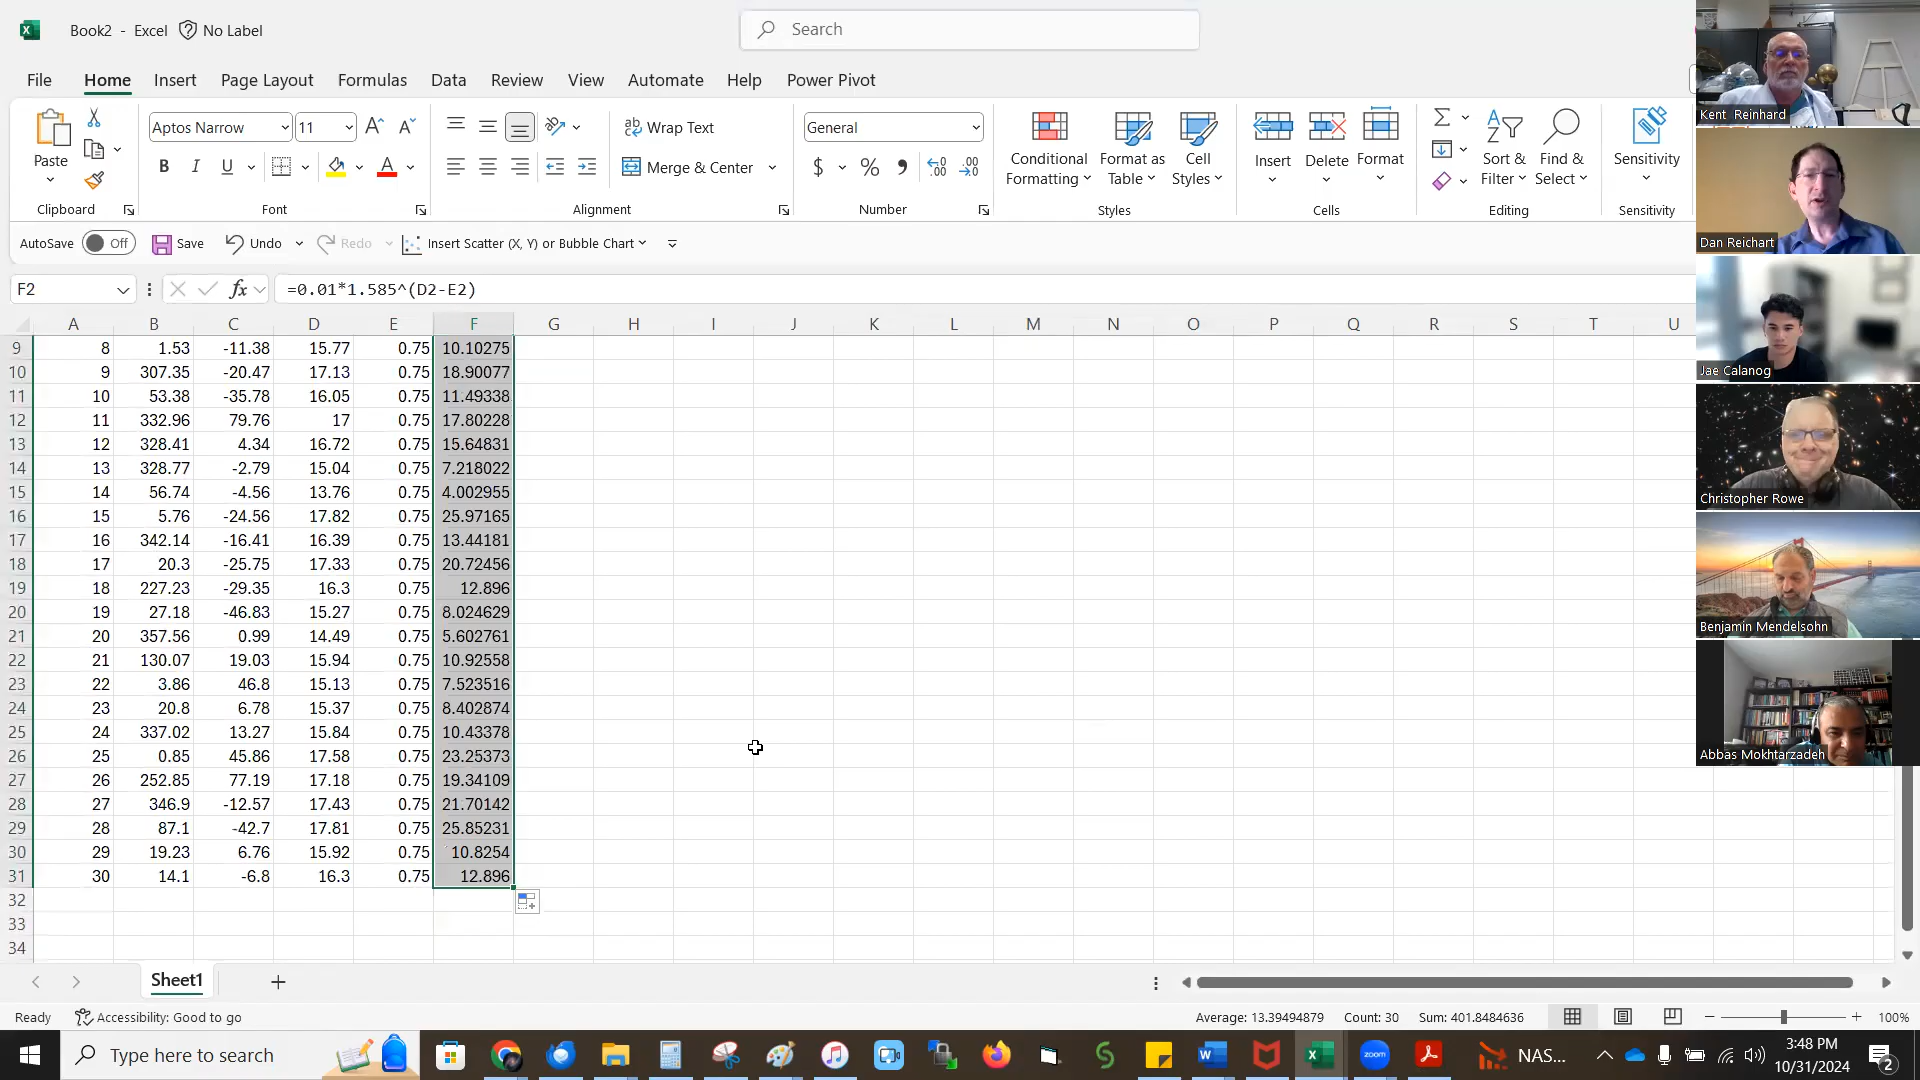 Book2 - Excel No Label
Search
File Home Insert Page Layout Formulas Data Review View Automate Help Power Pivot
Paste
Aptos Narrow 11
B I U
Wrap Text
Merge & Center
General
$ %
Conditional Formatting
Format as Table
Cell Styles
Insert Delete Format
Sort & Filter
Find & Select
Sensitivity
Clipboard Font Alignment Number Styles Cells Editing Sensitivity
AutoSave Off Save Undo Redo Insert Scatter (X, Y) or Bubble Chart
F2 fx =0.01*1.585^(D2-E2)
A B C D E F G H I J K L M N O P Q R S T U
9 8 1.53 -11.38 15.77 0.75 10.10275
10 9 307.35 -20.47 17.13 0.75 18.90077
11 10 53.38 -35.78 16.05 0.75 11.49338
12 11 332.96 79.76 17 0.75 17.80228
13 12 328.41 4.34 16.72 0.75 15.64831
14 13 328.77 -2.79 15.04 0.75 7.218022
15 14 56.74 -4.56 13.76 0.75 4.002955
16 15 5.76 -24.56 17.82 0.75 25.97165
17 16 342.14 -16.41 16.39 0.75 13.44181
18 17 20.3 -25.75 17.33 0.75 20.72456
19 18 227.23 -29.35 16.3 0.75 12.896
20 19 27.18 -46.83 15.27 0.75 8.024629
21 20 357.56 0.99 14.49 0.75 5.602761
22 21 130.07 19.03 15.94 0.75 10.92558
23 22 3.86 46.8 15.13 0.75 7.523516
24 23 20.8 6.78 15.37 0.75 8.402874
25 24 337.02 13.27 15.84 0.75 10.43378
26 25 0.85 45.86 17.58 0.75 23.25373
27 26 252.85 77.19 17.18 0.75 19.34109
28 27 346.9 -12.57 17.43 0.75 21.70142
29 28 87.1 -42.7 17.81 0.75 25.85231
30 29 19.23 6.76 15.92 0.75 10.8254
31 30 14.1 -6.8 16.3 0.75 12.896
32
33
34
Sheet1
Ready Accessibility: Good to go Average: 13.39494879 Count: 30 Sum: 401.8484636 100%
Type here to search
zoom
NAS...
3:48 PM
10/31/2024
2
Kent Reinhard
Dan Reichart
Jae Calanog
Christopher Rowe
Benjamin Mendelsohn
Abbas Mokhtarzadeh